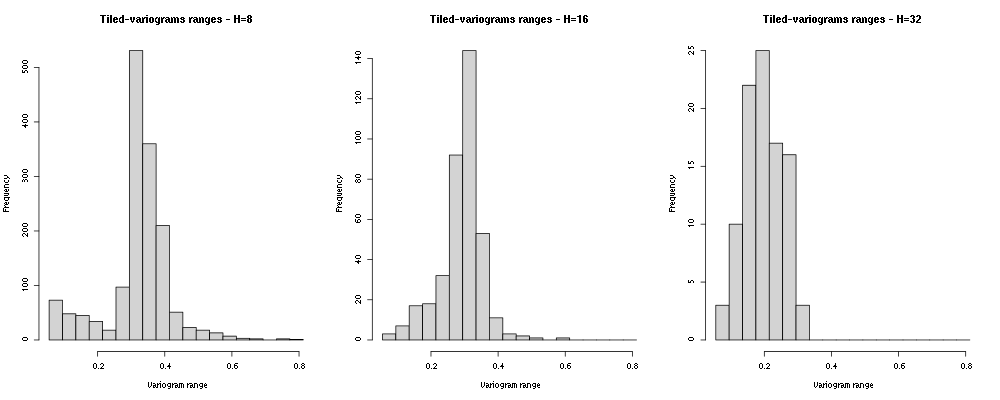 Tiled-variograms ranges - H=8
Frequency
500
400
300
200
100
0
0.2 0.4 0.6 0.8
Variogram range
Tiled-variograms ranges - H=16
Frequency
140
120
100
80
60
40
20
0
0.2 0.4 0.6 0.8
Variogram range
Tiled-variograms ranges - H=32
Frequency
25
20
15
10
5
0
0.2 0.4 0.6 0.8
Variogram range